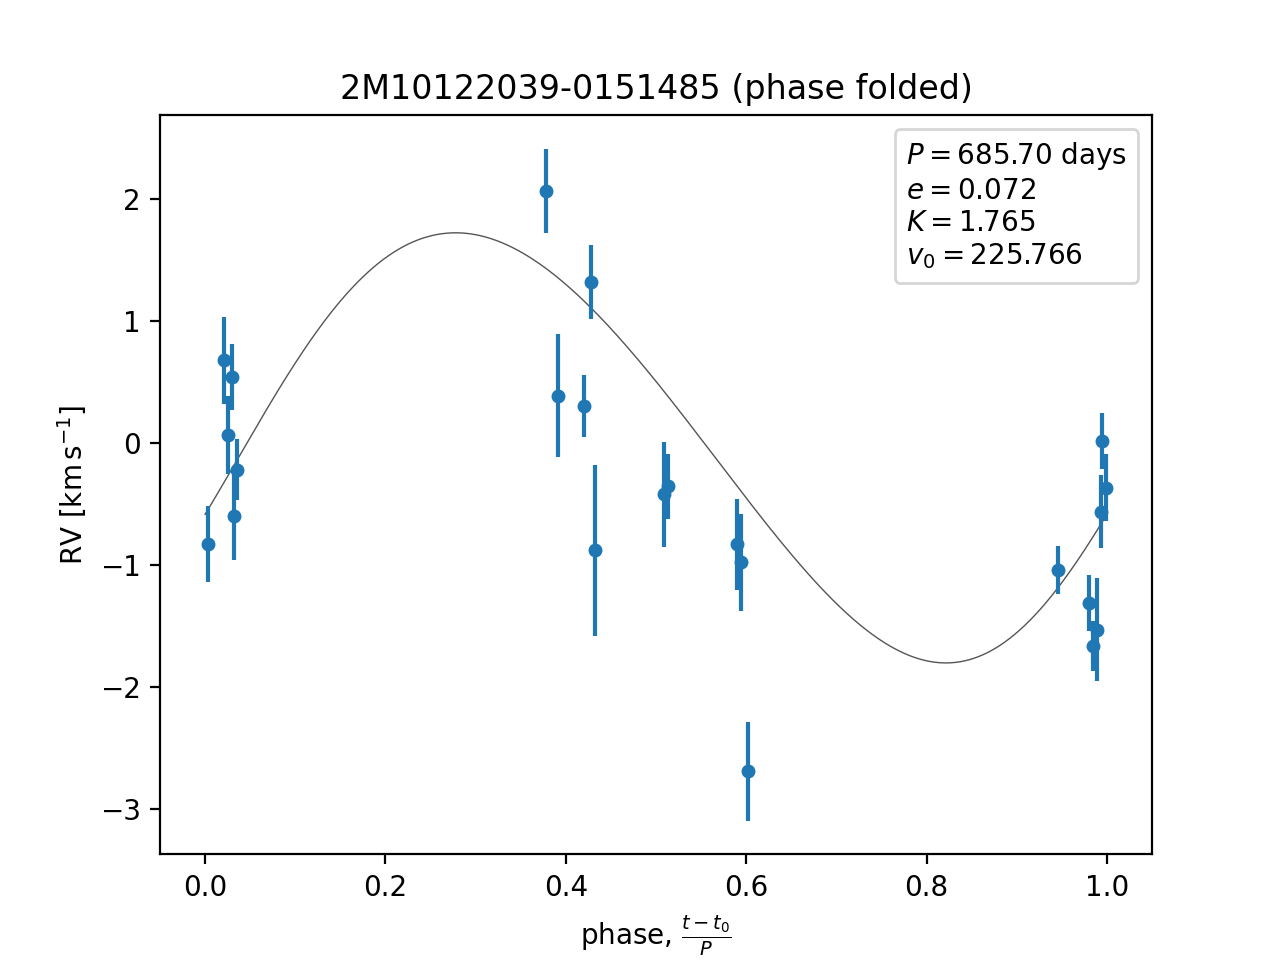 2M10122039-0151485 (phase folded)
P = 685.70 days
e = 0.072
K = 1.765
v₀ = 225.766
RV [km s⁻¹]
2
1
0
−1
−2
−3
0.0 0.2 0.4 0.6 0.8 1.0
phase, (t − t₀)/P